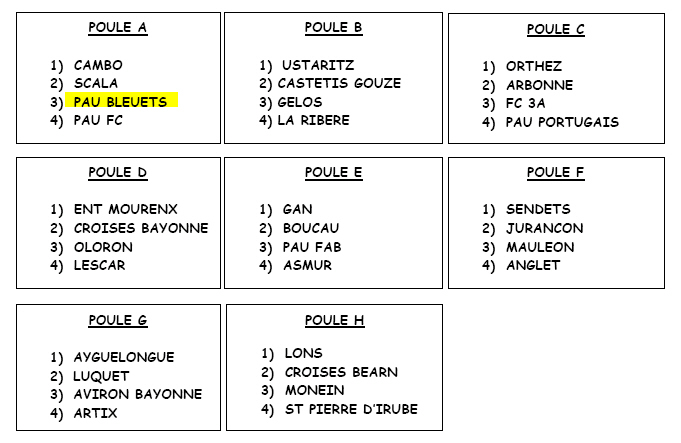 POULE A
1) CAMBO
2) SCALA
3) PAU BLEUETS
4) PAU FC
POULE B
1) USTARITZ
2) CASTETIS GOUZE
3) GELOS
4) LA RIBERE
POULE C
1) ORTHEZ
2) ARBONNE
3) FC 3A
4) PAU PORTUGAIS
POULE D
1) ENT MOURENX
2) CROISES BAYONNE
3) OLORON
4) LESCAR
POULE E
1) GAN
2) BOUCAU
3) PAU FAB
4) ASMUR
POULE F
1) SENDETS
2) JURANCON
3) MAULEON
4) ANGLET
POULE G
1) AYGUELONGUE
2) LUQUET
3) AVIRON BAYONNE
4) ARTIX
POULE H
1) LONS
2) CROISES BEARN
3) MONEIN
4) ST PIERRE D'IRUBE